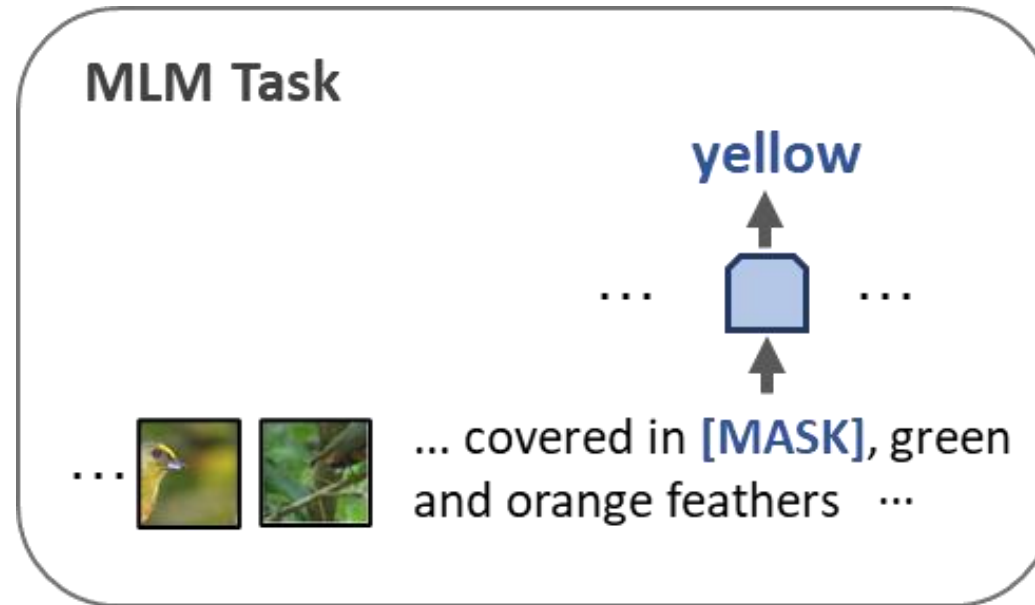 MLM Task
yellow
... ...
... ... covered in [MASK], green
and orange feathers ...